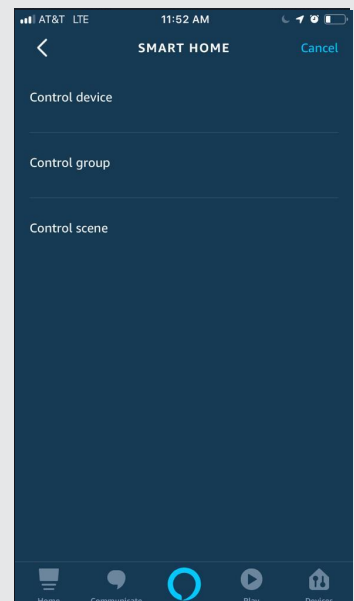 AT&T LTE 11:52 AM
SMART HOME Cancel
Control device
Control group
Control scene
Home Communicate Play Devices